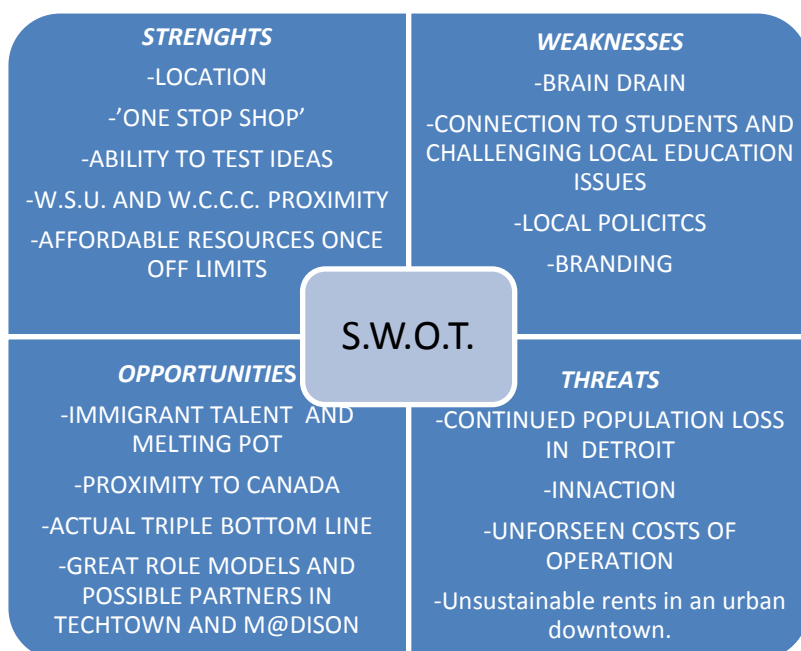 STRENGHTS
-LOCATION
-’ONE STOP SHOP’
-ABILITY TO TEST IDEAS
-W.S.U. AND W.C.C.C. PROXIMITY
-AFFORDABLE RESOURCES ONCE
OFF LIMITS
WEAKNESSES
-BRAIN DRAIN
-CONNECTION TO STUDENTS AND
CHALLENGING LOCAL EDUCATION
ISSUES
-LOCAL POLICITCS
-BRANDING
S.W.O.T.
OPPORTUNITIES
-IMMIGRANT TALENT AND
MELTING POT
-PROXIMITY TO CANADA
-ACTUAL TRIPLE BOTTOM LINE
-GREAT ROLE MODELS AND
POSSIBLE PARTNERS IN
TECHTOWN AND M@DISON
THREATS
-CONTINUED POPULATION LOSS
IN DETROIT
-INNACTION
-UNFORSEEN COSTS OF
OPERATION
-Unsustainable rents in an urban
downtown.